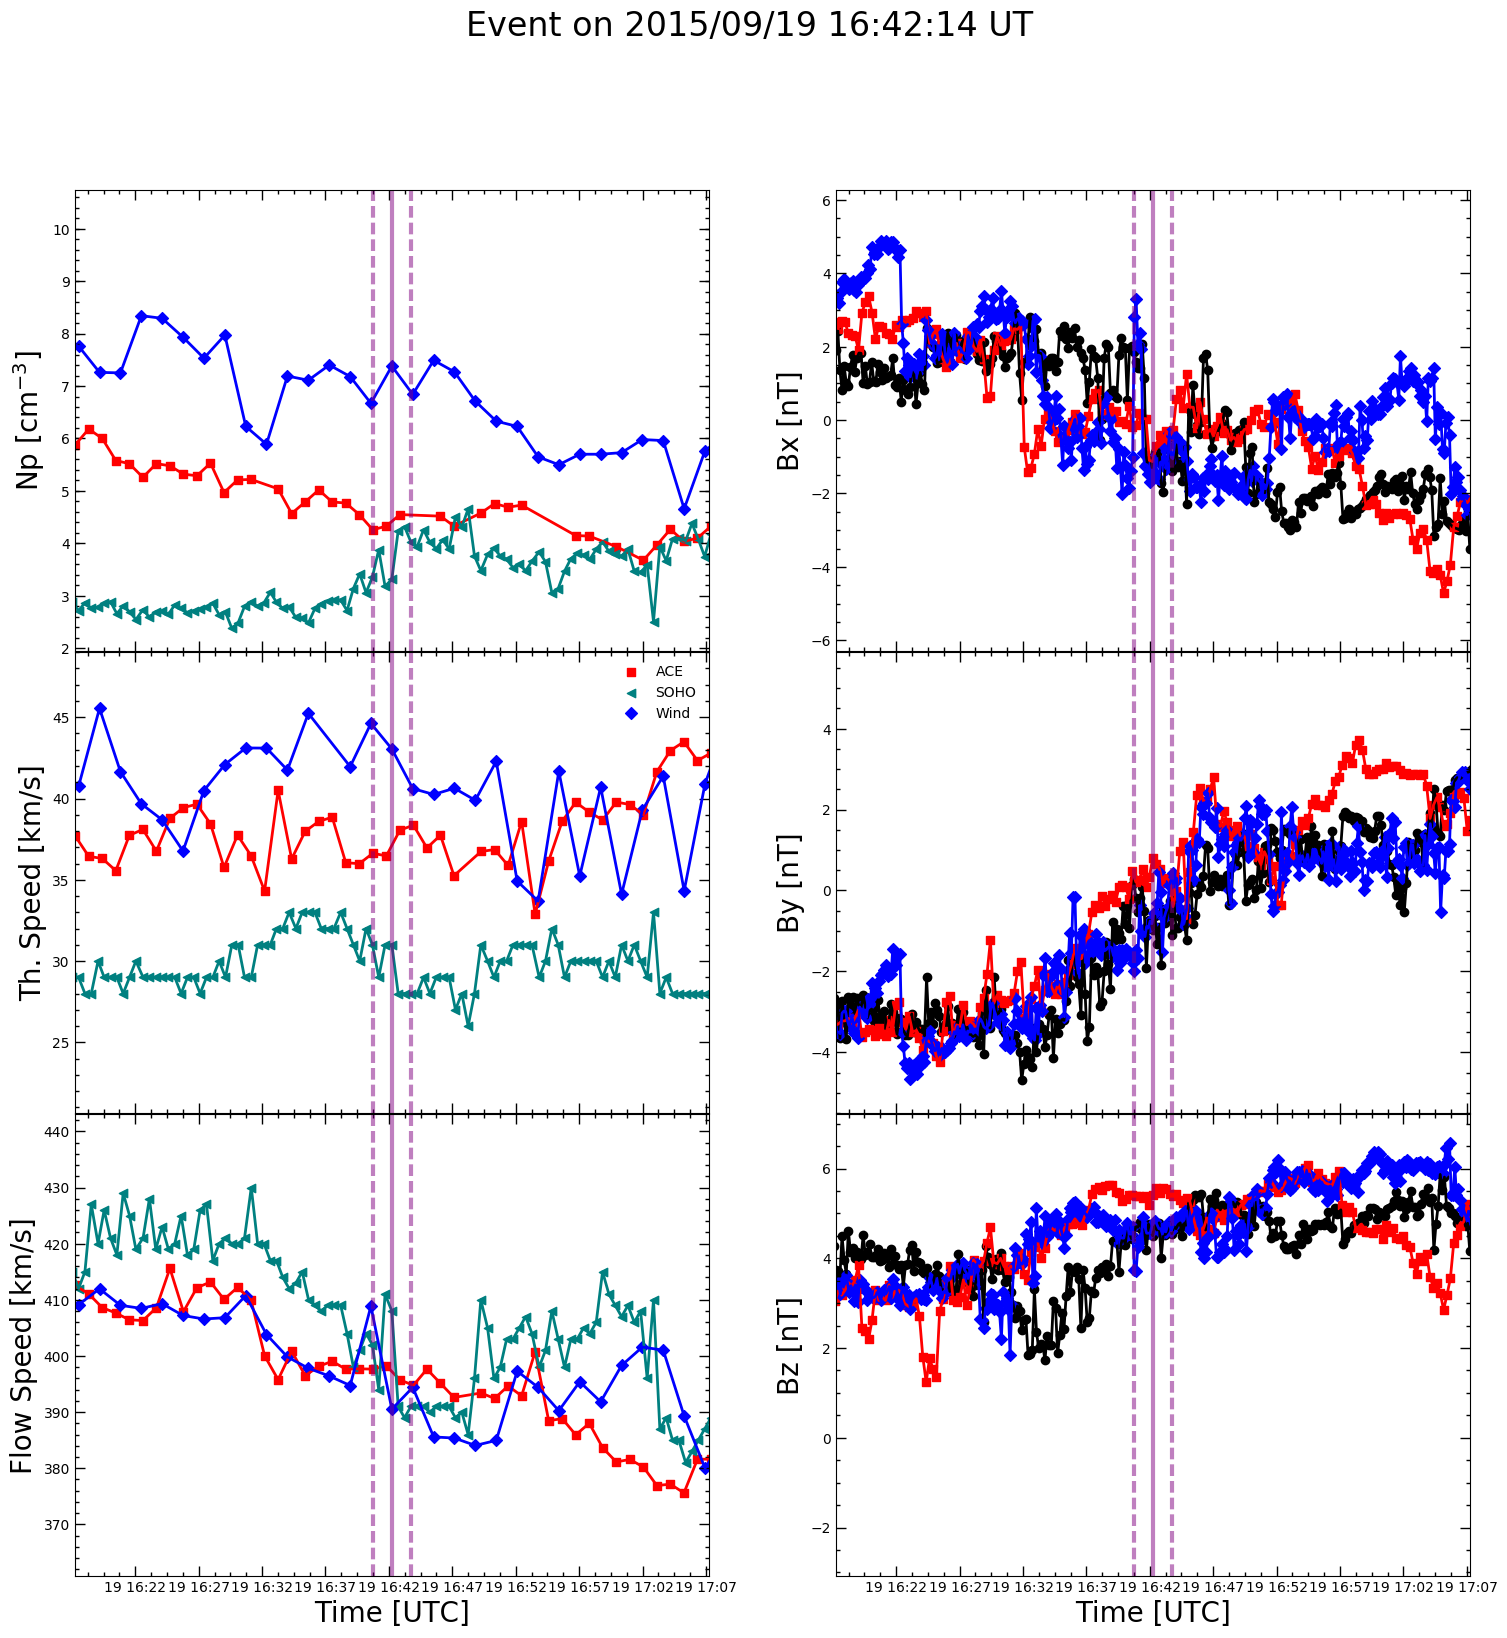 Event on 2015/09/19 16:42:14 UT
Np [cm⁻³]
10
9
8
7
6
5
4
3
2
Bx [nT]
6
4
2
0
−2
−4
−6
Th. Speed [km/s]
45
40
35
30
25
ACE
SOHO
Wind
By [nT]
4
2
0
−2
−4
Flow Speed [km/s]
440
430
420
410
400
390
380
370
Bz [nT]
6
4
2
0
−2
19 16:22 19 16:27 19 16:32 19 16:37 19 16:42 19 16:47 19 16:52 19 16:57 19 17:02 19 17:07
Time [UTC]
19 16:22 19 16:27 19 16:32 19 16:37 19 16:42 19 16:47 19 16:52 19 16:57 19 17:02 19 17:07
Time [UTC]